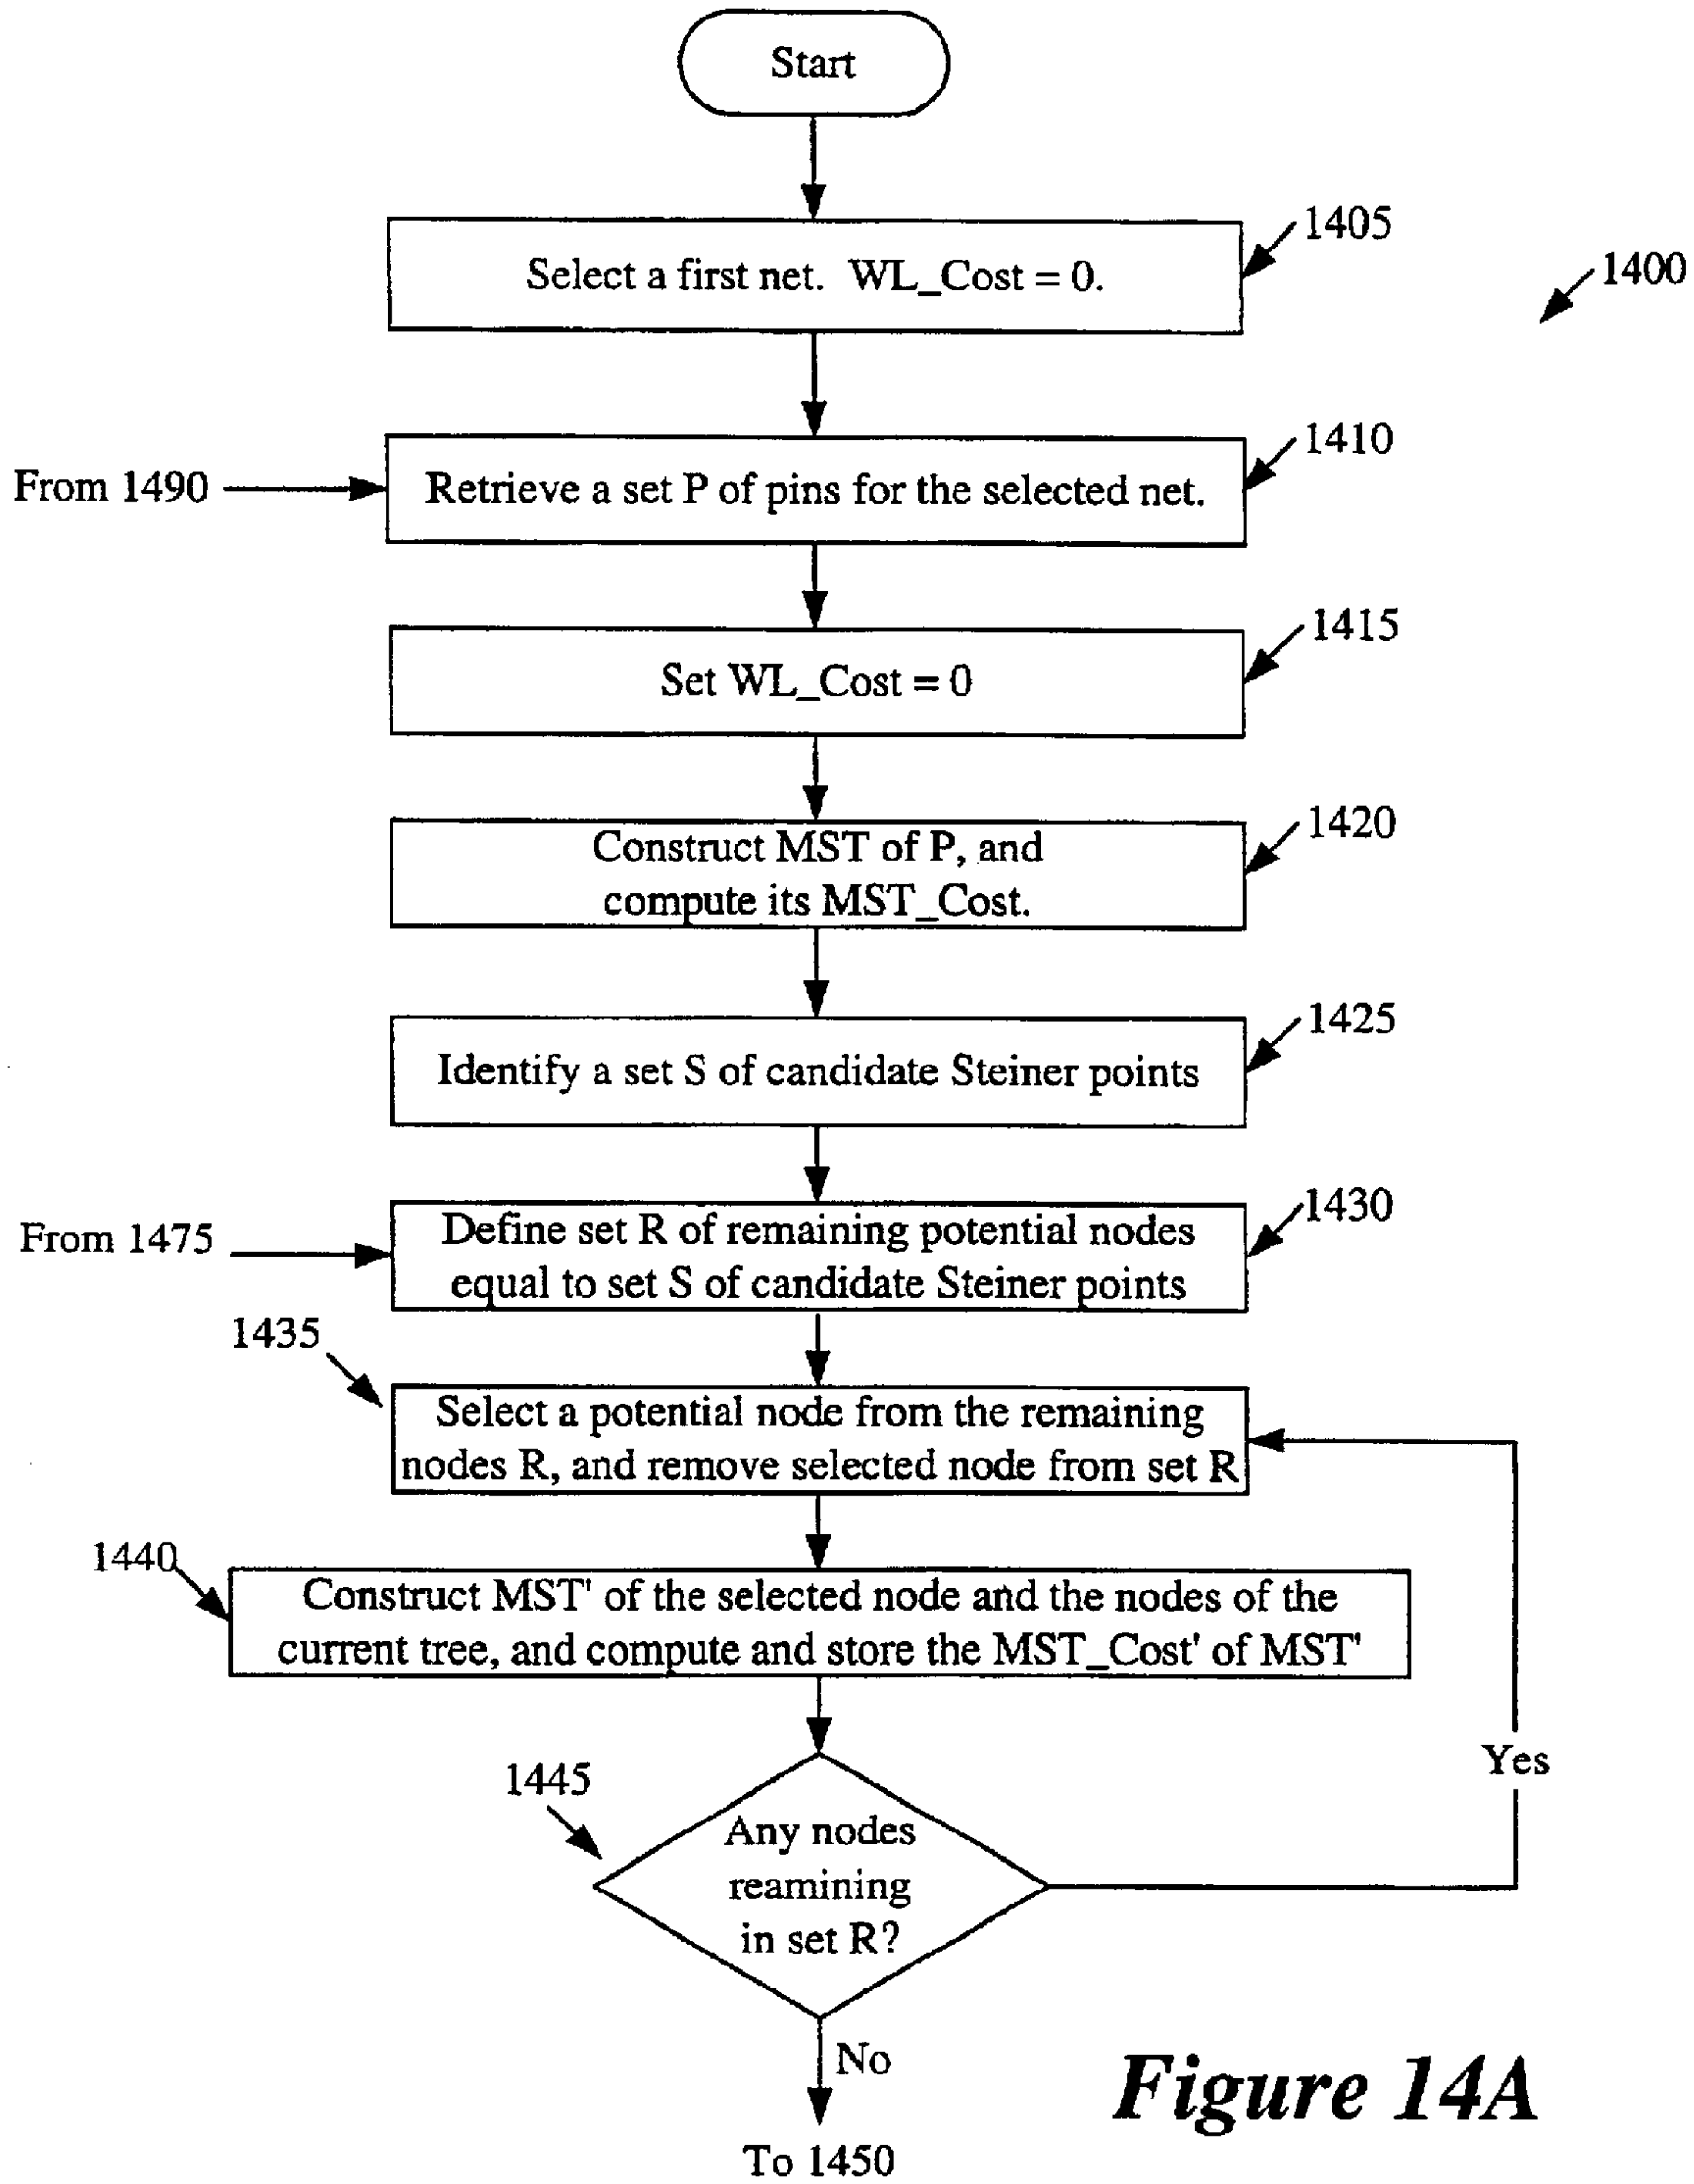 Start
1405
Select a first net. WL_Cost = 0.
1400
1410
From 1490
Retrieve a set P of pins for the selected net.
1415
Set WL_Cost = 0
1420
Construct MST of P, and
compute its MST_Cost.
1425
Identify a set S of candidate Steiner points
1430
From 1475
Define set R of remaining potential nodes
equal to set S of candidate Steiner points
1435
Select a potential node from the remaining
nodes R, and remove selected node from set R
1440
Construct MST' of the selected node and the nodes of the
current tree, and compute and store the MST_Cost' of MST'
1445
Yes
Any nodes
reamining
in set R?
No
Figure 14A
To 1450